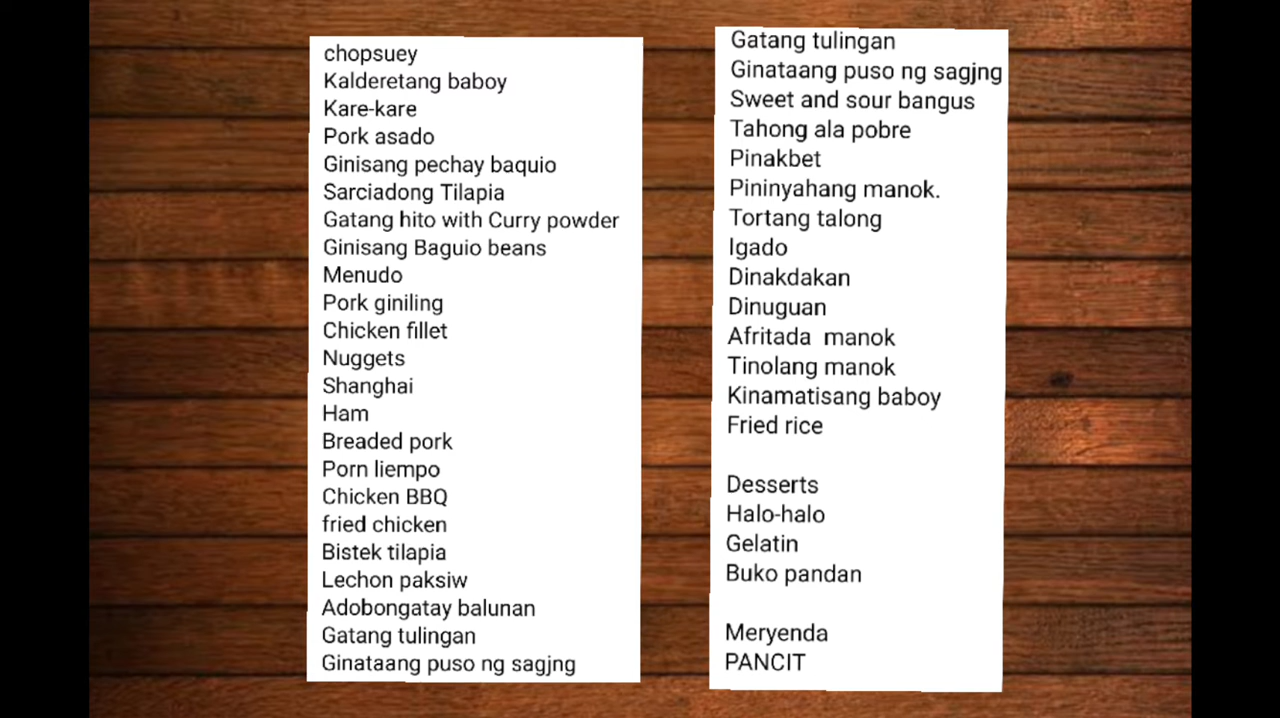 chopsuey
Kalderetang baboy
Kare-kare
Pork asado
Ginisang pechay baquio
Sarciadong Tilapia
Gatang hito with Curry powder
Ginisang Baguio beans
Menudo
Pork giniling
Chicken fillet
Nuggets
Shanghai
Ham
Breaded pork
Porn liempo
Chicken BBQ
fried chicken
Bistek tilapia
Lechon paksiw
Adobongatay balunan
Gatang tulingan
Ginataang puso ng sagjng
Gatang tulingan
Ginataang puso ng sagjng
Sweet and sour bangus
Tahong ala pobre
Pinakbet
Pininyahang manok.
Tortang talong
Igado
Dinakdakan
Dinuguan
Afritada  manok
Tinolang manok
Kinamatisang baboy
Fried rice
Desserts
Halo-halo
Gelatin
Buko pandan
Meryenda
PANCIT